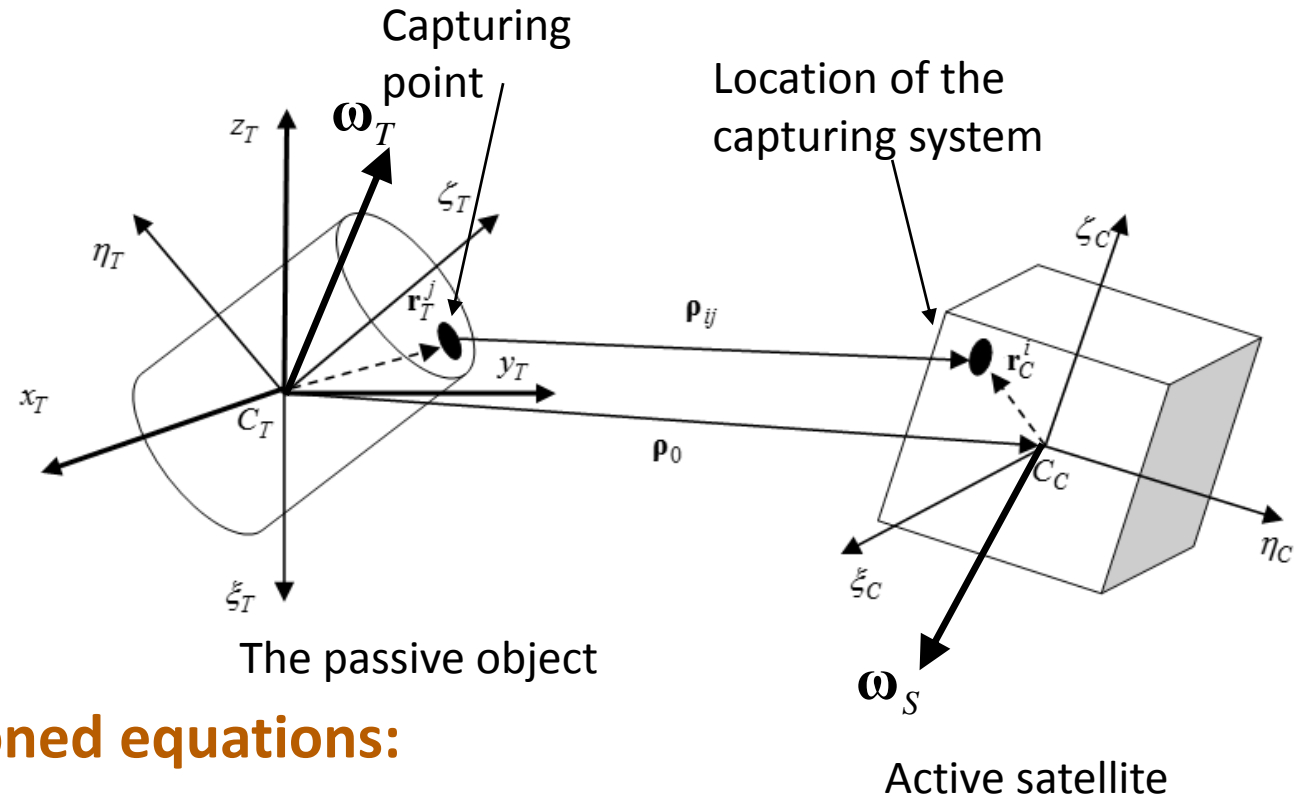 Capturing
point
Location of the
capturing system
ω_T
z_T
ζ_T
η_T
r_T^j
ρ_ij
ζ_C
r_C^i
x_T
C_T
y_T
ρ_0
C_C
η_C
ξ_C
ξ_T
The passive object
ω_S
oned equations:
Active satellite